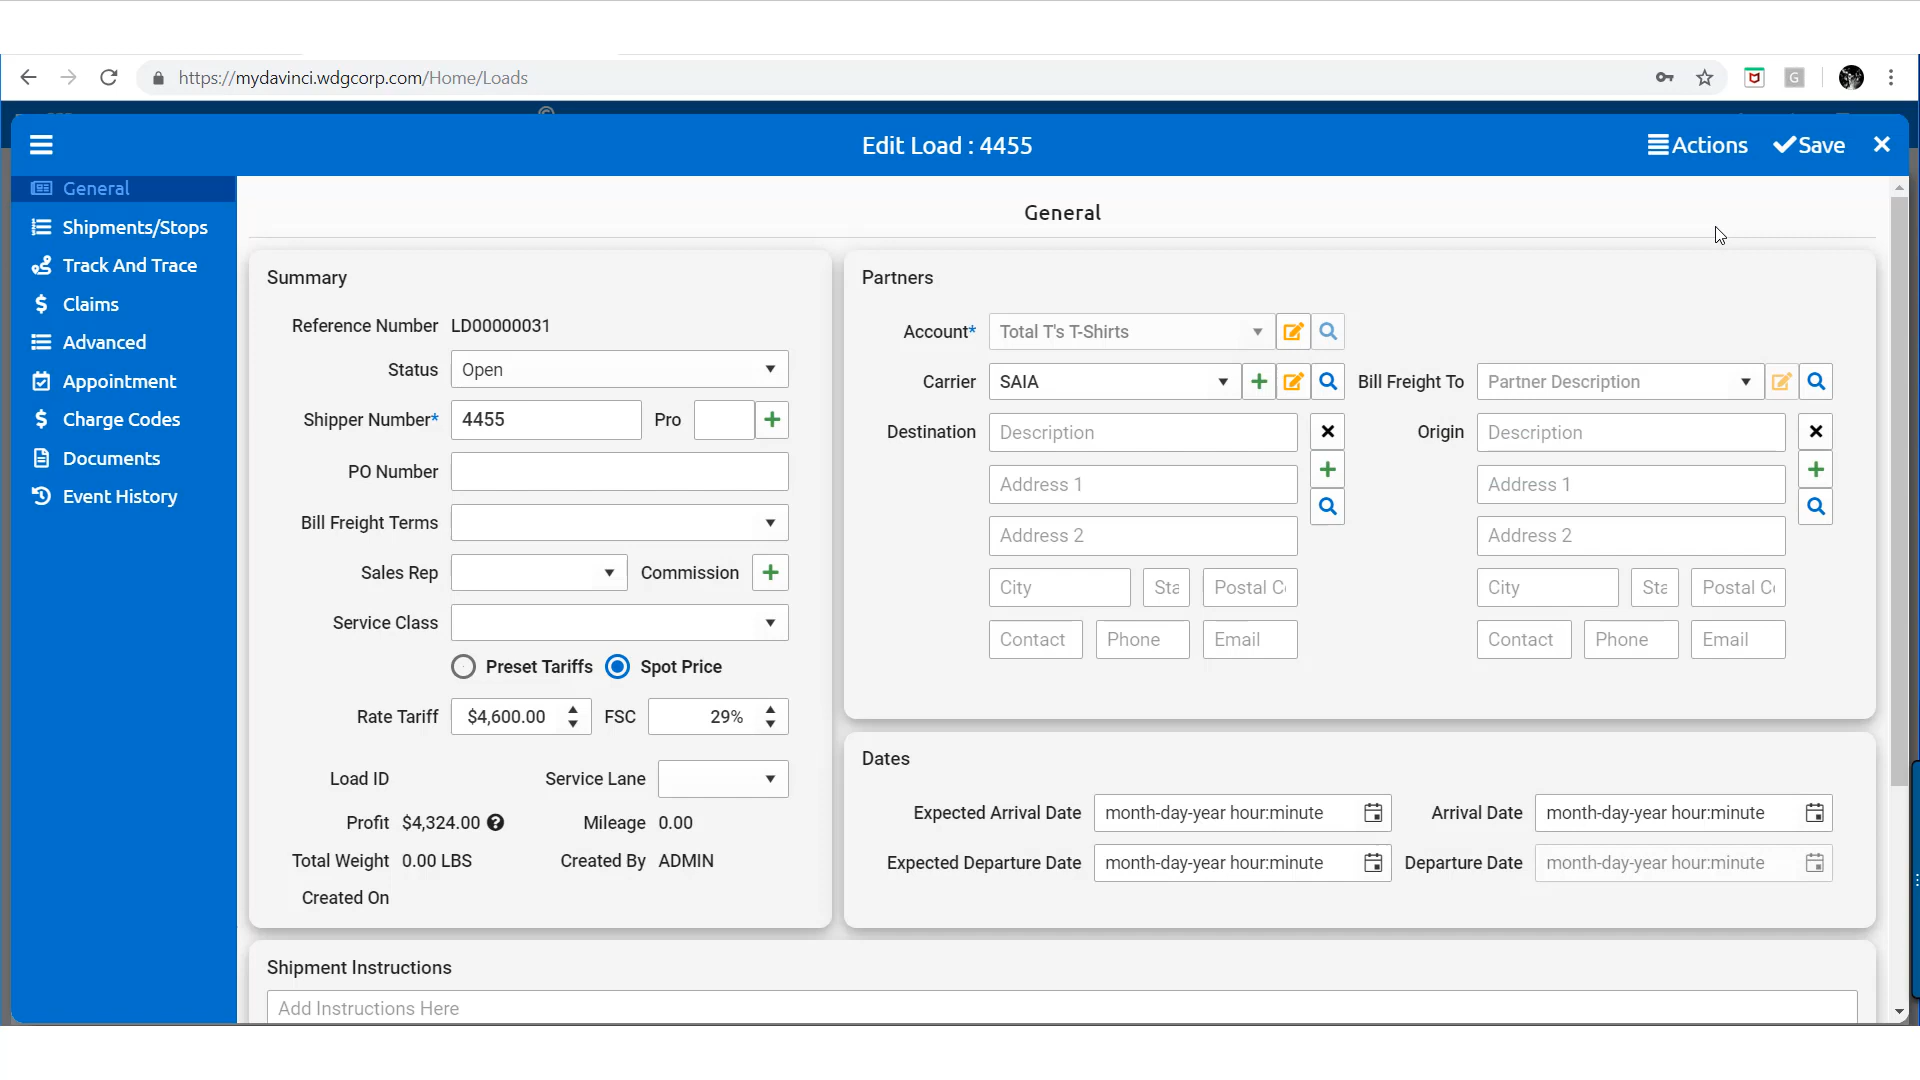 https://mydavinci.wdgcorp.com/Home/Loads
G
Edit Load : 4455
Actions
Save
General
Shipments/Stops
Track And Trace
Claims
Advanced
Appointment
Charge Codes
Documents
Event History
General
Summary
Reference Number LD00000031
Status Open
Shipper Number* 4455 Pro
PO Number
Bill Freight Terms
Sales Rep Commission
Service Class
Preset Tariffs Spot Price
Rate Tariff $4,600.00 FSC 29%
Load ID Service Lane
Profit $4,324.00 Mileage 0.00
Total Weight 0.00 LBS Created By ADMIN
Created On
Partners
Account* Total T's T-Shirts
Carrier SAIA Bill Freight To Partner Description
Destination Description Origin Description
Address 1 Address 1
Address 2 Address 2
City Sta Postal C City Sta Postal C
Contact Phone Email Contact Phone Email
Dates
Expected Arrival Date month-day-year hour:minute Arrival Date month-day-year hour:minute
Expected Departure Date month-day-year hour:minute Departure Date month-day-year hour:minute
Shipment Instructions
Add Instructions Here